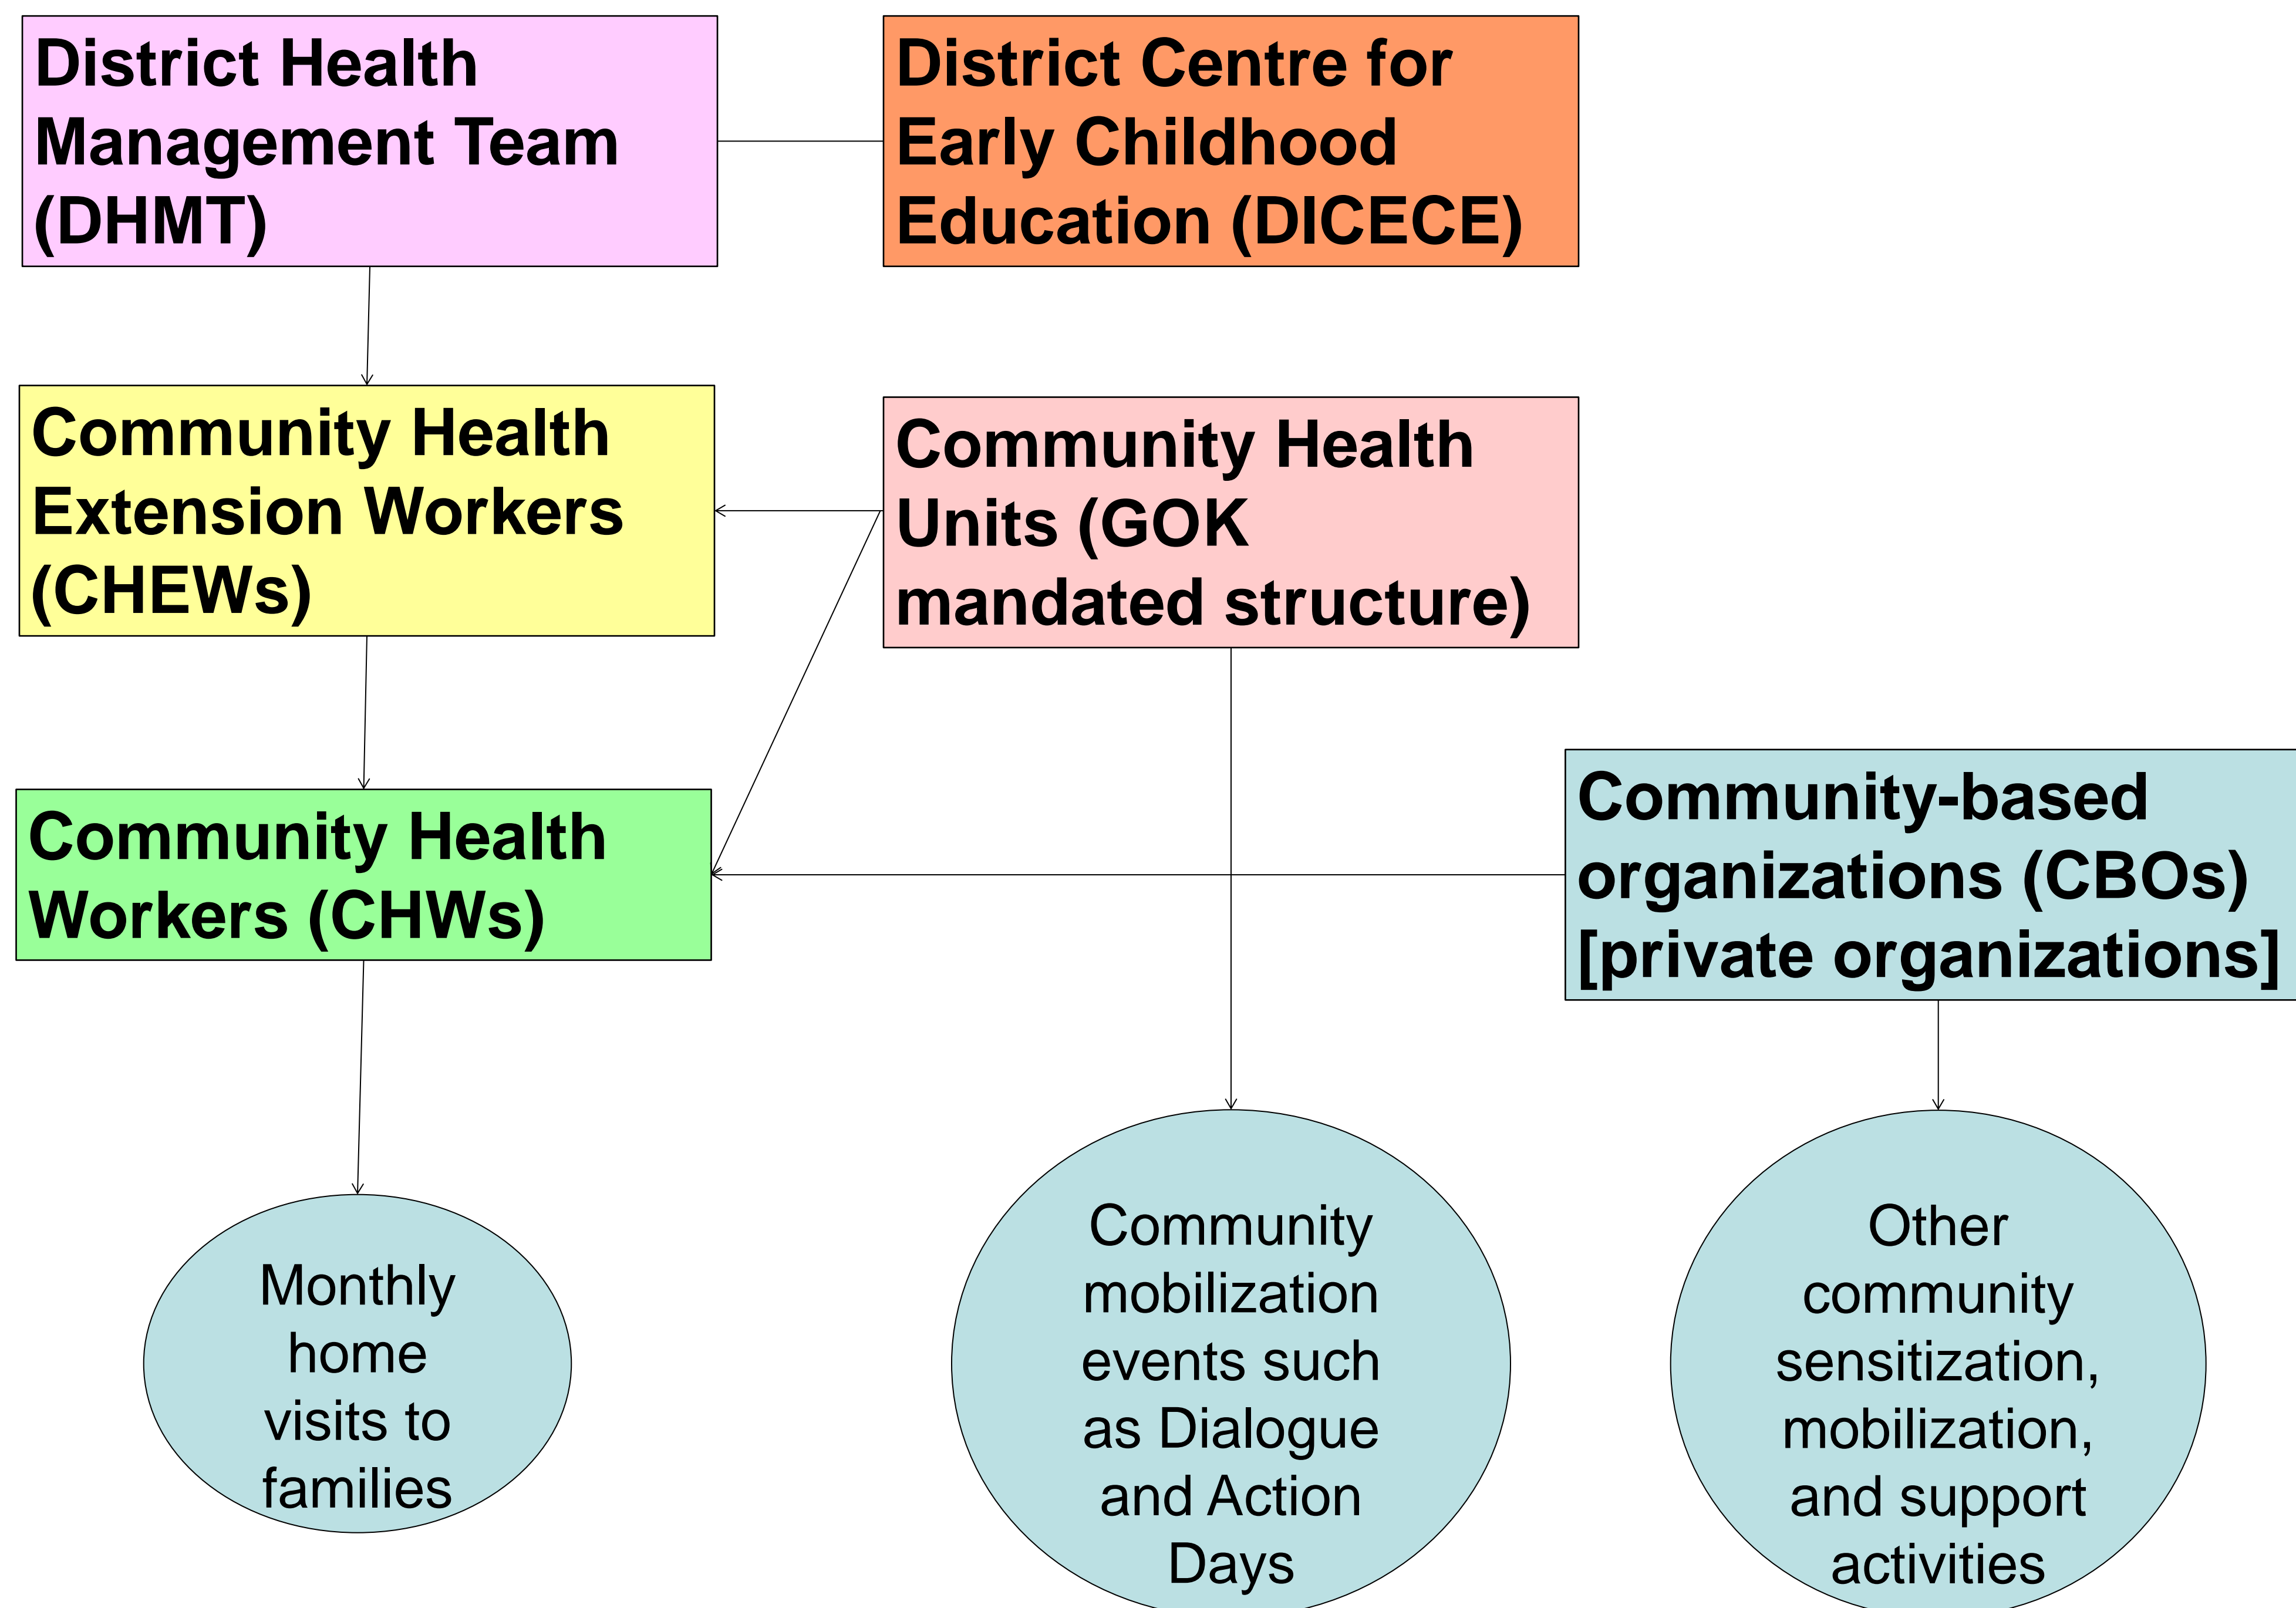 District Health
Management Team
(DHMT)
District Centre for
Early Childhood
Education (DICECE)
Community Health
Extension Workers
(CHEWs)
Community Health
Units (GOK
mandated structure)
Community Health
Workers (CHWs)
Community-based
organizations (CBOs)
[private organizations]
Monthly
home
visits to
families
Community
mobilization
events such
as Dialogue
and Action
Days
Other
community
sensitization,
mobilization,
and support
activities